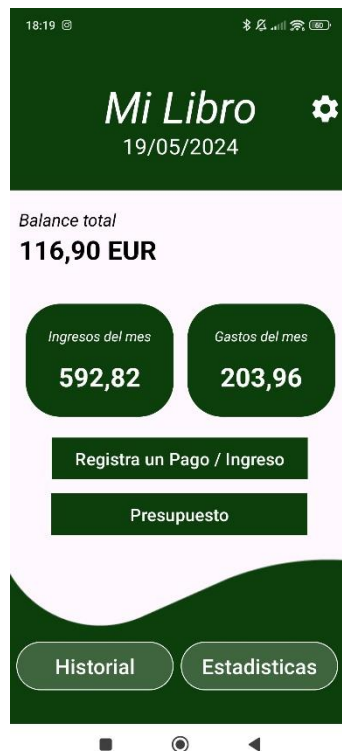 18:19
60
Mi Libro
19/05/2024
Balance total
116,90 EUR
Ingresos del mes
592,82
Gastos del mes
203,96
Registra un Pago / Ingreso
Presupuesto
Historial
Estadisticas